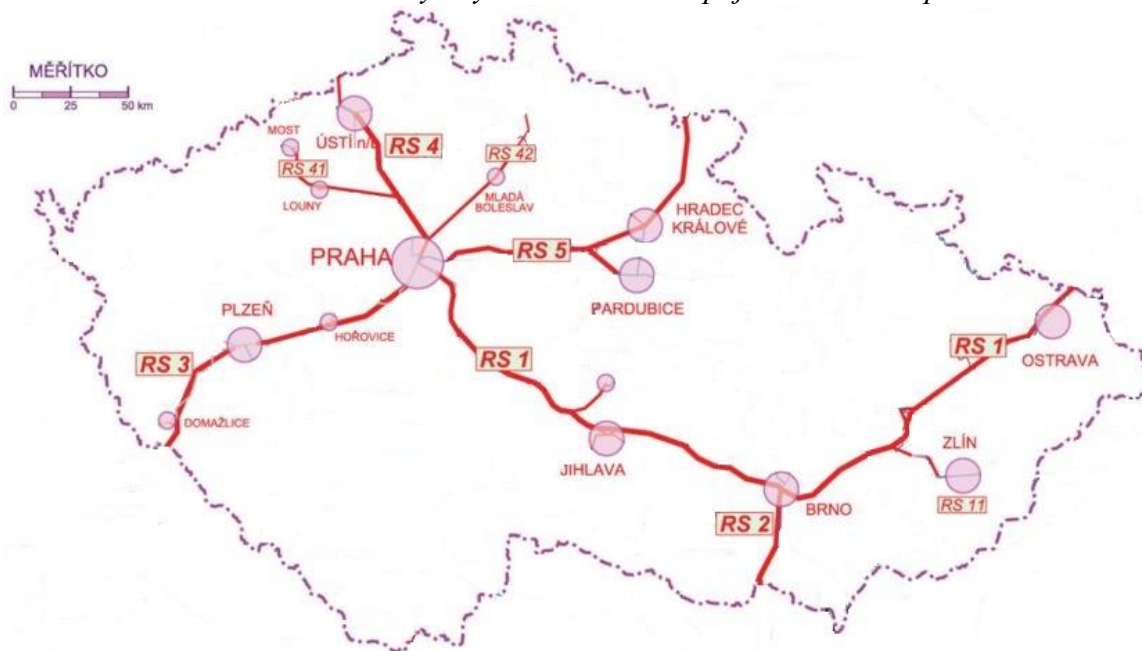 MĚŘÍTKO
0 25 50 km
MOST
ÚSTÍ n/L
RS 4
RS 42
RS 41
LOUNY
MLADÁ
BOLESLAV
HRADEC
KRÁLOVÉ
PRAHA
RS 5
PARDUBICE
PLZEŇ
HOŘOVICE
RS 3
RS 1
RS 1
OSTRAVA
DOMAŽLICE
JIHLAVA
ZLÍN
RS 11
BRNO
RS 2